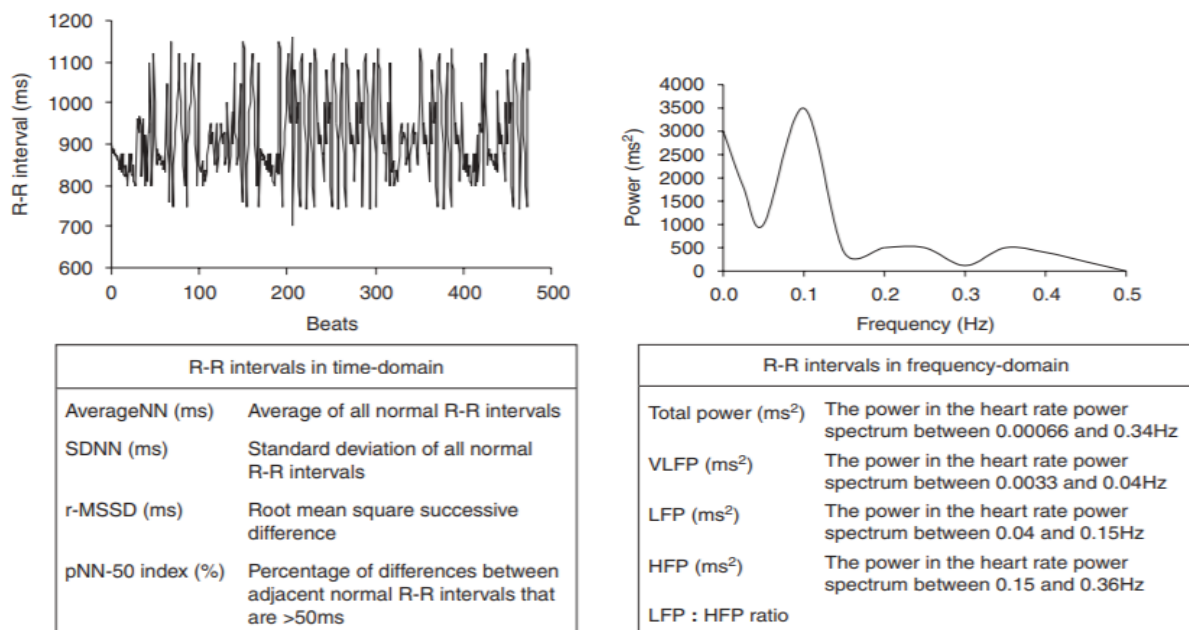 1200
1100
1000
900
800
700
600
R-R interval (ms)
0
100
200
300
400
500
Beats
4000
3500
3000
2500
2000
1500
1000
500
0
Power (ms²)
0.0
0.1
0.2
0.3
0.4
0.5
Frequency (Hz)
R-R intervals in time-domain
AverageNN (ms) Average of all normal R-R intervals
SDNN (ms) Standard deviation of all normal
R-R intervals
r-MSSD (ms) Root mean square successive
difference
pNN-50 index (%) Percentage of differences between
adjacent normal R-R intervals that
are >50ms
R-R intervals in frequency-domain
Total power (ms²) The power in the heart rate power
spectrum between 0.00066 and 0.34Hz
VLFP (ms²) The power in the heart rate power
spectrum between 0.0033 and 0.04Hz
LFP (ms²) The power in the heart rate power
spectrum between 0.04 and 0.15Hz
HFP (ms²) The power in the heart rate power
spectrum between 0.15 and 0.36Hz
LFP : HFP ratio